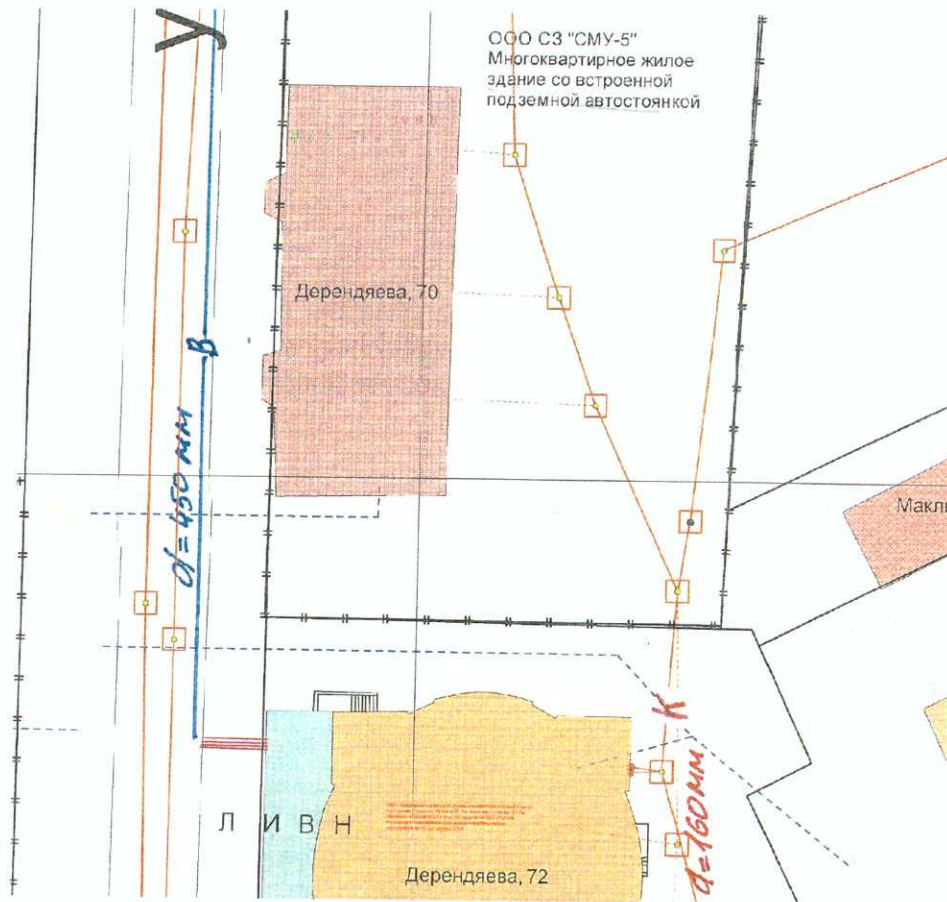 У
ООО СЗ "СМУ-5"
Многоквартирное жилое
здание со встроенной
подземной автостоянкой
Дерендяева, 70
В
d=450 мм
Макл
К
d=160мм
Л И В Н
Дерендяева, 72